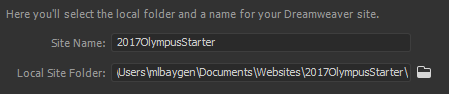 Here you'll select the local folder and a name for your Dreamweaver site.
Site Name: 2017OlympusStarter
Local Site Folder: \Users\mlbaygen\Documents\Websites\2017OlympusStarter\